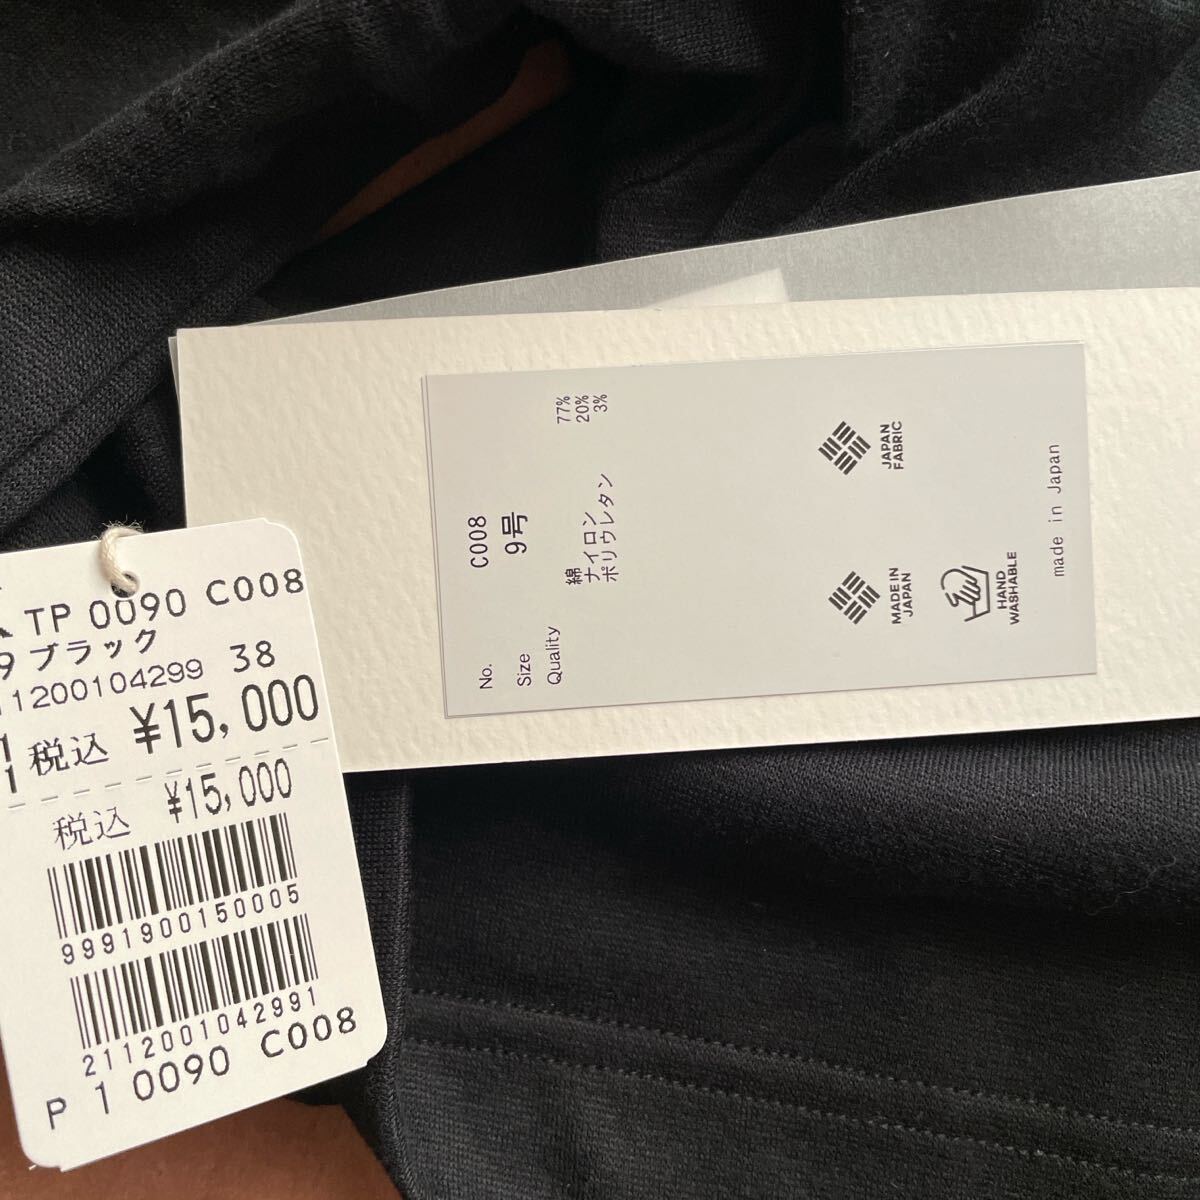 TP 0090 C008
9 ブラック
11200104299 38
税込 ¥15,000
税込 ¥15,000
9991900150005
2112001042991
P 1 0090 C008
No. C008
Size 9号
Quality 綿 77%
ナイロン 20%
ポリウレタン 3%
MADE IN
JAPAN
JAPAN
FABRIC
HAND
WASHABLE
made in Japan